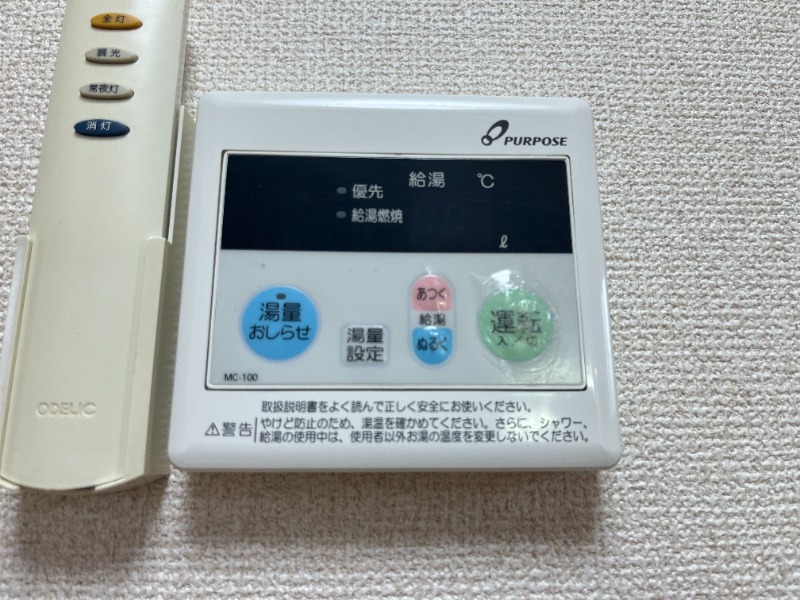 全灯
調光
常夜灯
消灯
ODELIC
PURPOSE
給湯 ℃
優先
給湯燃焼
ℓ
湯量
おしらせ
湯量
設定
あつく
給湯
ぬるく
運転
入/切
MC-100
取扱説明書をよく読んで正しく安全にお使いください。
⚠警告 やけど防止のため、湯温を確かめてください。さらに、シャワー、
給湯の使用中は、使用者以外お湯の温度を変更しないでください。